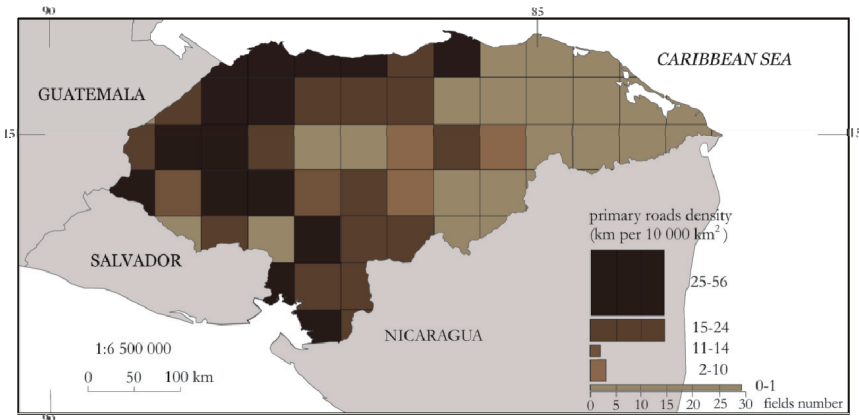 90
85
CARIBBEAN SEA
GUATEMALA
15
15
primary roads density
(km per 10 000 km²)
25-56
SALVADOR
15-24
NICARAGUA
11-14
1:6 500 000
2-10
0-1
0 50 100 km
0 5 10 15 20 25 30 fields number
90